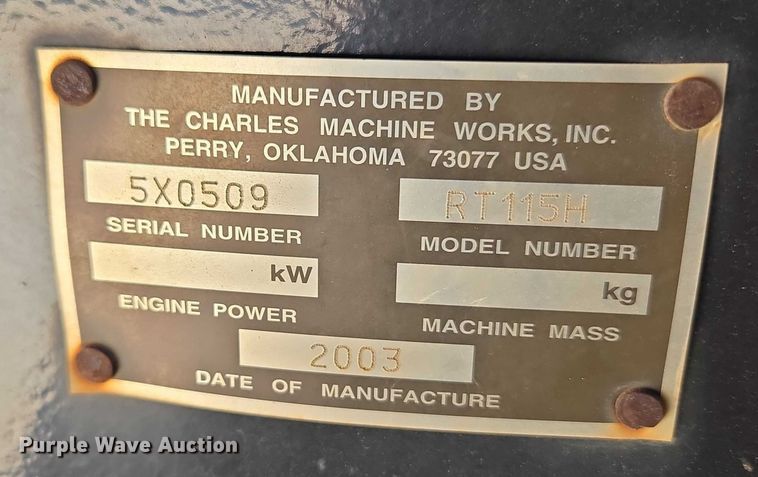 MANUFACTURED BY
THE CHARLES MACHINE WORKS, INC.
PERRY, OKLAHOMA 73077 USA
5X0509 RT115H
SERIAL NUMBER MODEL NUMBER
kW kg
ENGINE POWER MACHINE MASS
2003
DATE OF MANUFACTURE
Purple Wave Auction